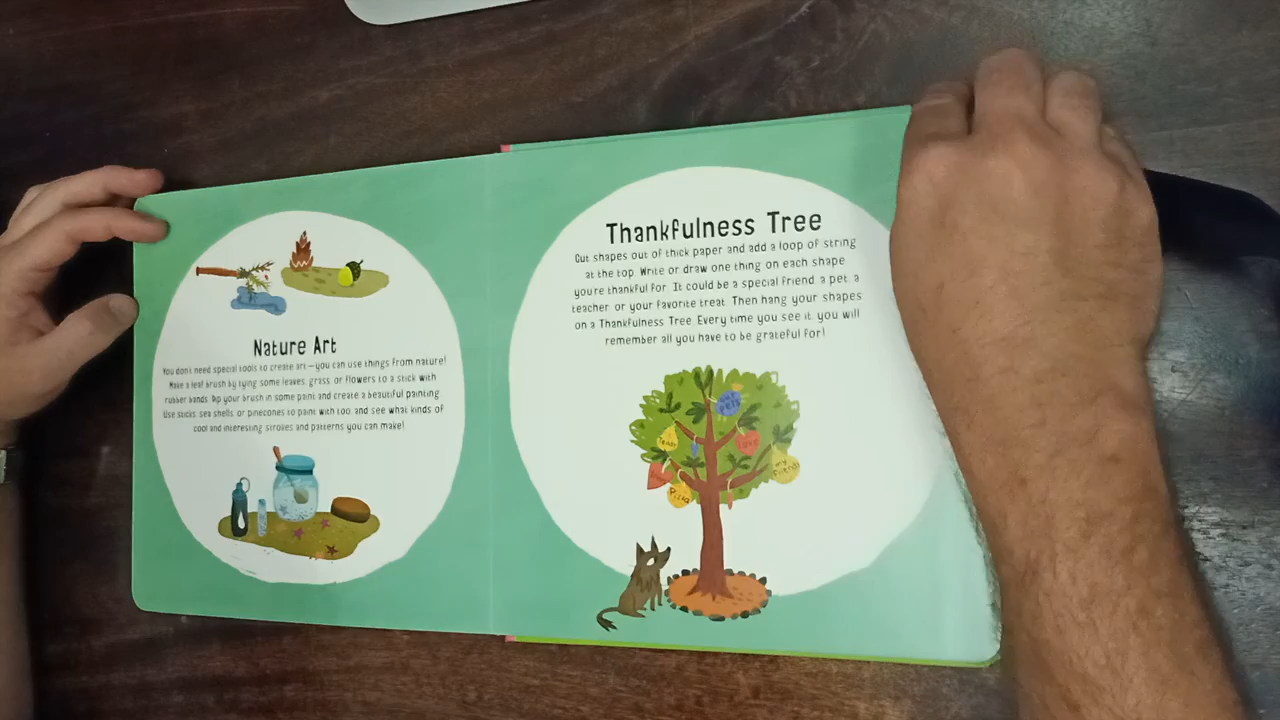 Nature Art
You don't need special tools to create art—you can use things from nature!
Make a leaf brush by tying some leaves, grass, or flowers to a stick with
rubber bands. Dip your brush in some paint and create a beautiful painting.
Use sticks, sea shells, or pinecones to paint with too, and see what kinds of
cool and interesting strokes and patterns you can make!
Thankfulness Tree
Cut shapes out of thick paper and add a loop of string
at the top. Write or draw one thing on each shape
you're thankful for. It could be a special friend, a pet, a
teacher, or your favorite treat. Then hang your shapes
on a Thankfulness Tree. Every time you see it, you will
remember all you have to be grateful for!
pets
Love
my
friends
Pizza